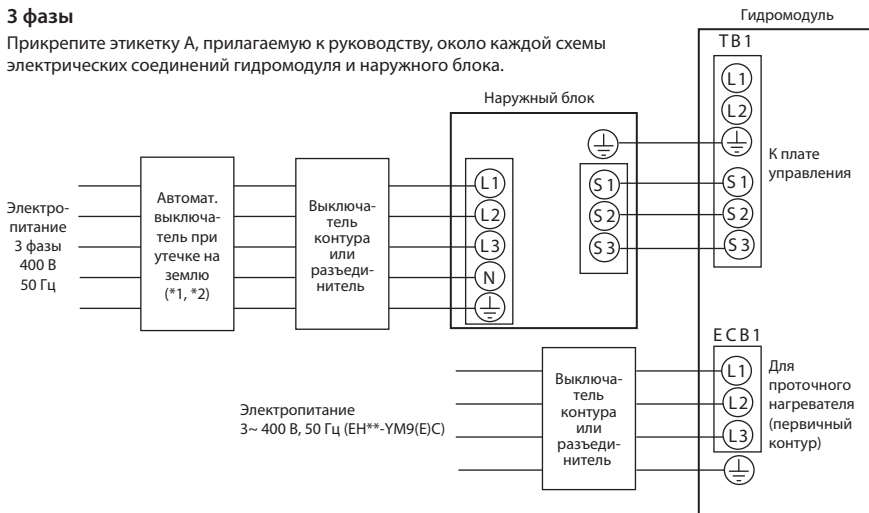 3 фазы
Прикрепите этикетку А, прилагаемую к руководству, около каждой схемы
электрических соединений гидромодуля и наружного блока.
Гидромодуль
TB1
L1
L2
К плате
управления
S1
S2
S3
Наружный блок
L1
L2
L3
N
S1
S2
S3
Электро-
питание
3 фазы
400 В
50 Гц
Автомат.
выключа-
тель при
утечке на
землю
(*1, *2)
Выключа-
тель
контура
или
разъеди-
нитель
ECB1
L1
L2
L3
Для
проточного
нагревателя
(первичный
контур)
Электропитание
3~ 400 В, 50 Гц (EH**-YM9(E)C)
Выключа-
тель
контура
или
разъеди-
нитель